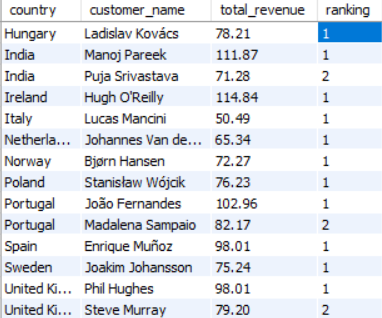 country customer_name total_revenue ranking
Hungary Ladislav Kovács 78.21 1
India Manoj Pareek 111.87 1
India Puja Srivastava 71.28 2
Ireland Hugh O'Reilly 114.84 1
Italy Lucas Mancini 50.49 1
Netherla... Johannes Van de... 65.34 1
Norway Bjørn Hansen 72.27 1
Poland Stanisław Wójcik 76.23 1
Portugal João Fernandes 102.96 1
Portugal Madalena Sampaio 82.17 2
Spain Enrique Muñoz 98.01 1
Sweden Joakim Johansson 75.24 1
United Ki... Phil Hughes 98.01 1
United Ki... Steve Murray 79.20 2